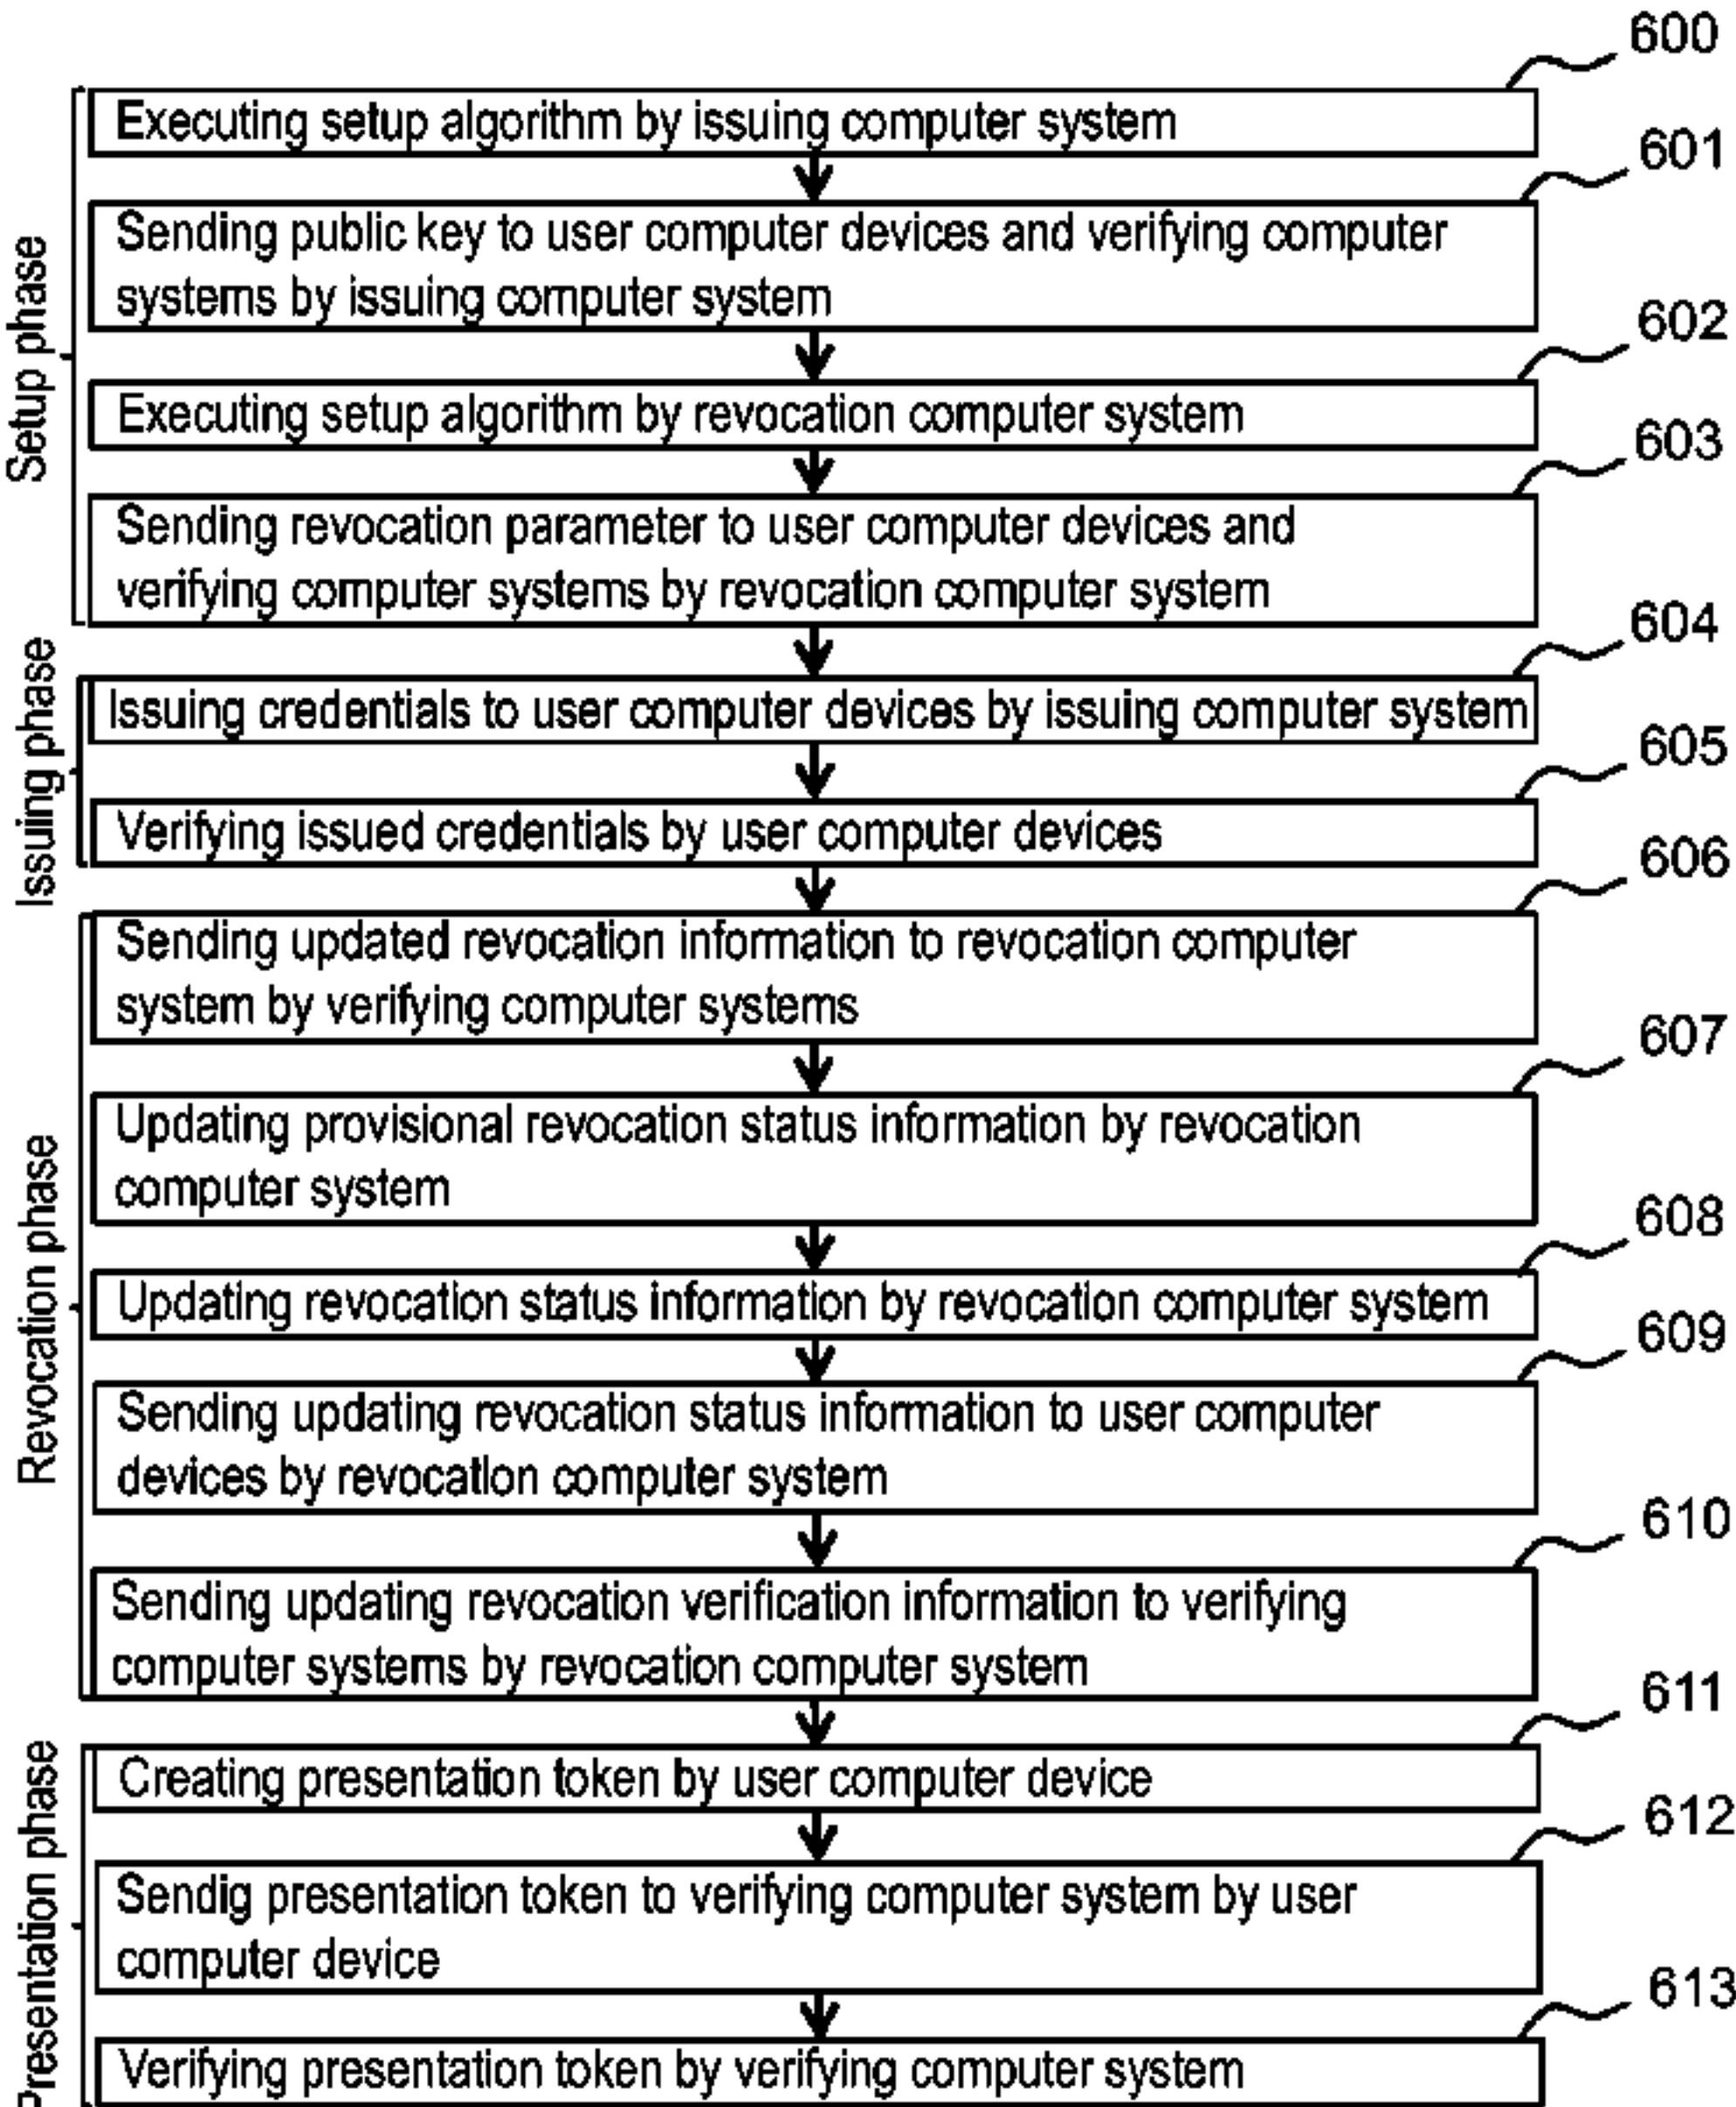 600
Executing setup algorithm by issuing computer system
601
Sending public key to user computer devices and verifying computer
systems by issuing computer system
602
Executing setup algorithm by revocation computer system
603
Sending revocation parameter to user computer devices and
verifying computer systems by revocation computer system
Setup phase
604
Issuing credentials to user computer devices by issuing computer system
605
Verifying issued credentials by user computer devices
Issuing phase
606
Sending updated revocation information to revocation computer
system by verifying computer systems
607
Updating provisional revocation status information by revocation
computer system
608
Updating revocation status information by revocation computer system
609
Sending updating revocation status information to user computer
devices by revocation computer system
610
Sending updating revocation verification information to verifying
computer systems by revocation computer system
Revocation phase
611
Creating presentation token by user computer device
612
Sendig presentation token to verifying computer system by user
computer device
613
Verifying presentation token by verifying computer system
Presentation phase